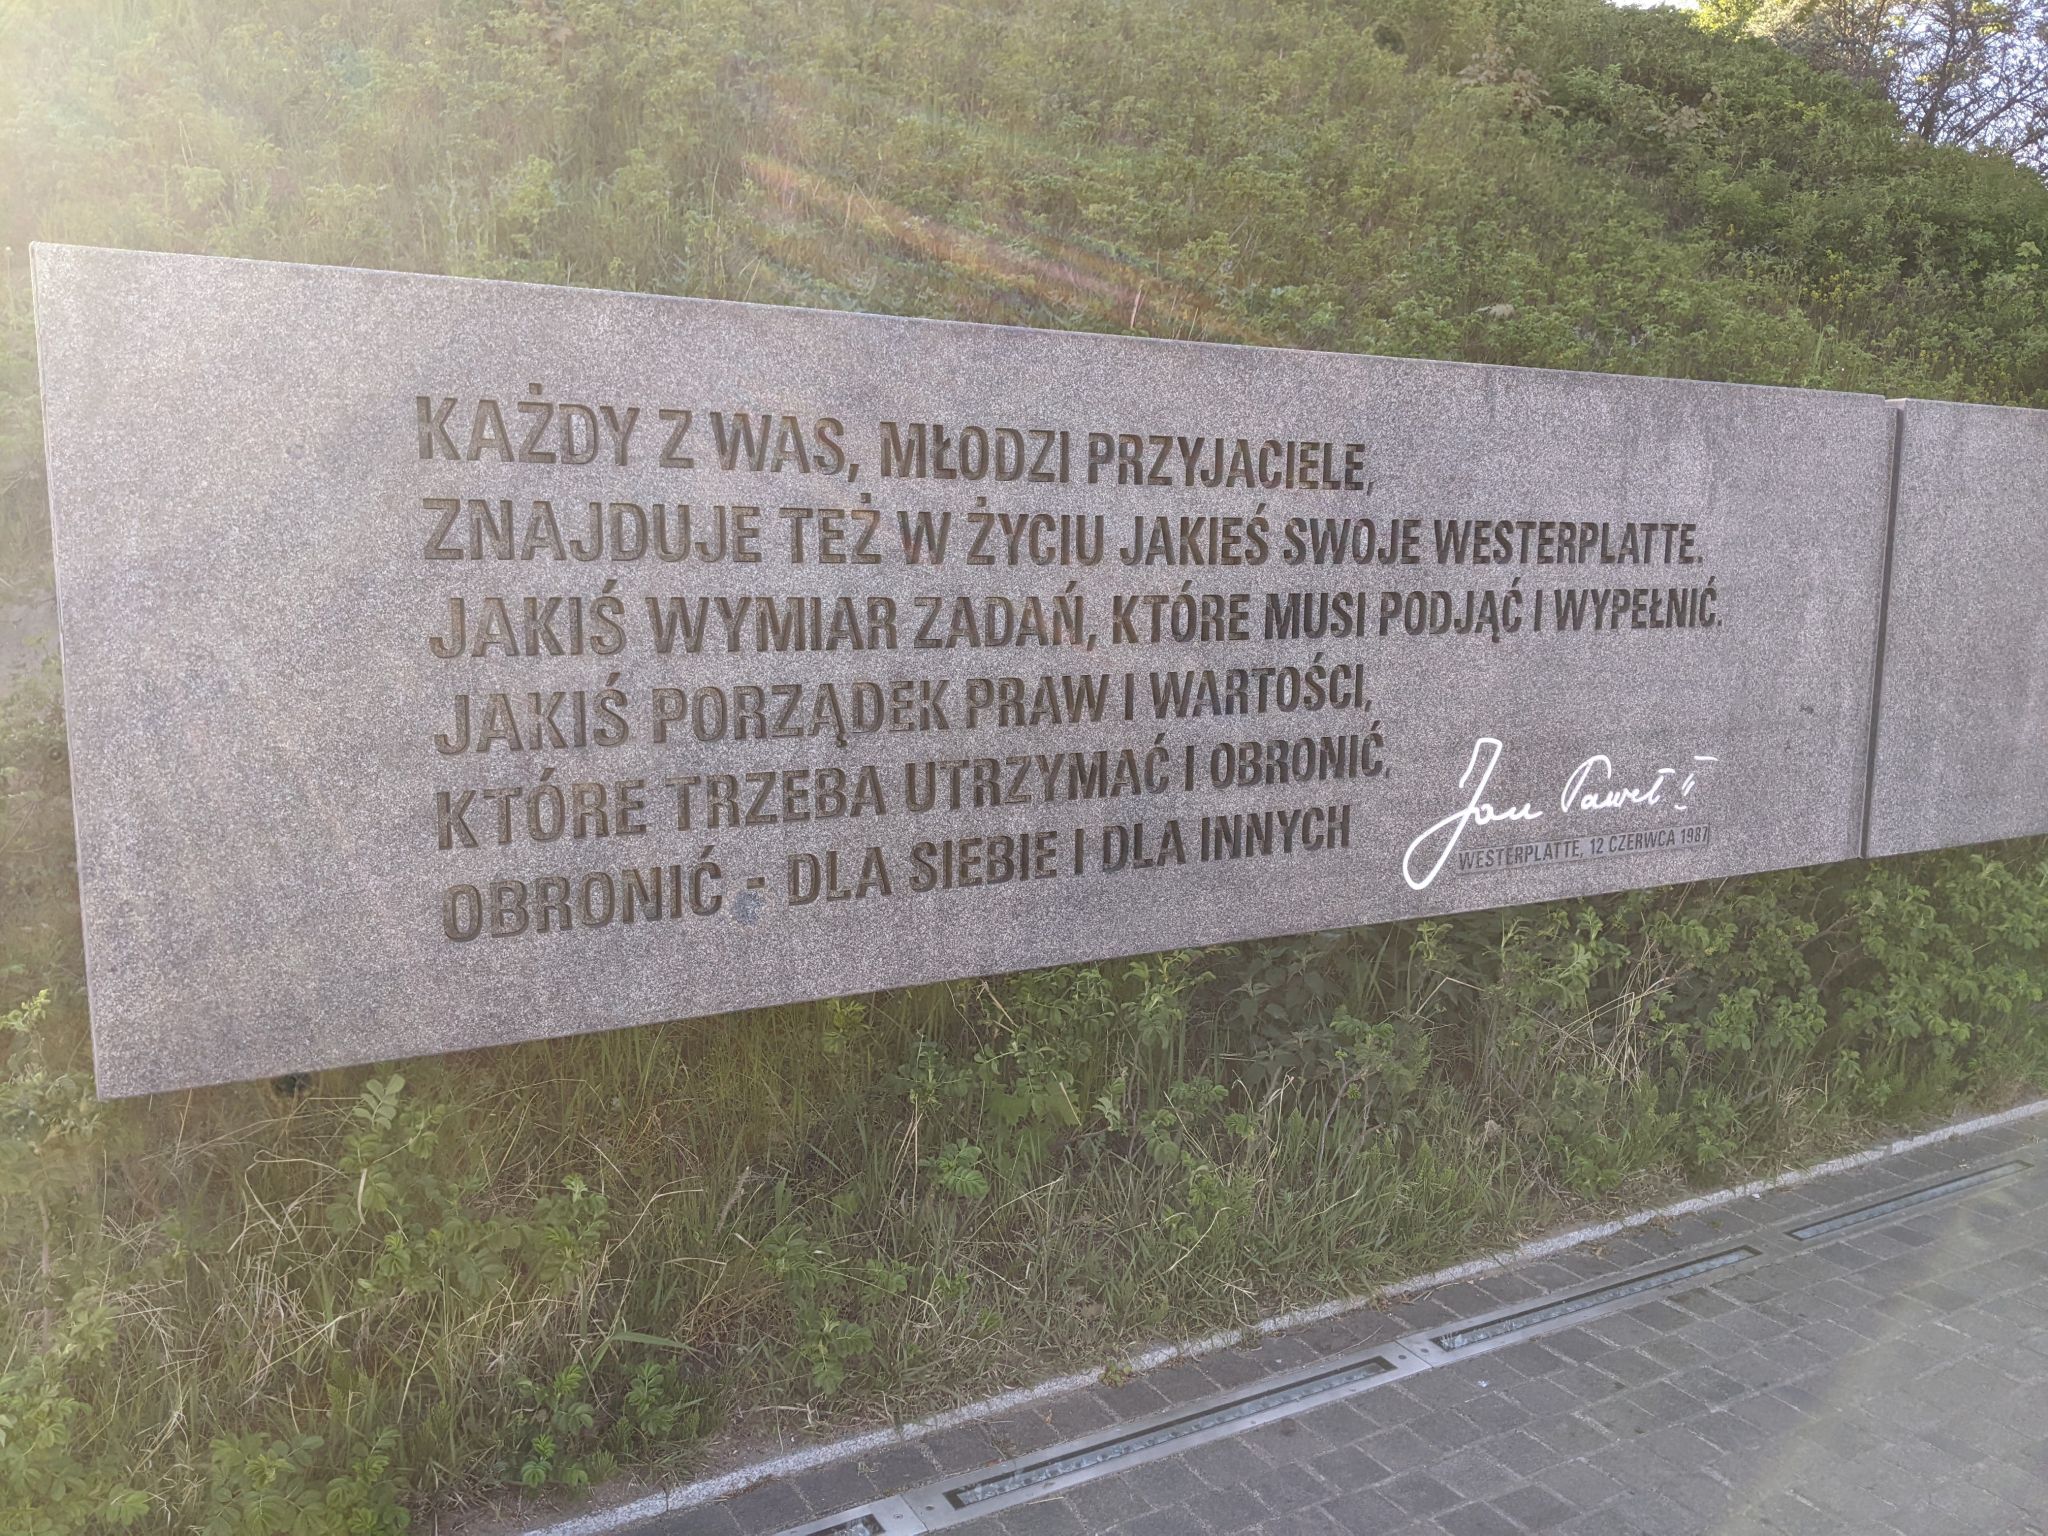 KAŻDY Z WAS, MŁODZI PRZYJACIELE,
ZNAJDUJE TEŻ W ŻYCIU JAKIEŚ SWOJE WESTERPLATTE.
JAKIŚ WYMIAR ZADAŃ, KTÓRE MUSI PODJĄĆ I WYPEŁNIĆ.
JAKIŚ PORZĄDEK PRAW I WARTOŚCI,
KTÓRE TRZEBA UTRZYMAĆ I OBRONIĆ.
OBRONIĆ - DLA SIEBIE I DLA INNYCH
Jan Paweł II
WESTERPLATTE, 12 CZERWCA 1987